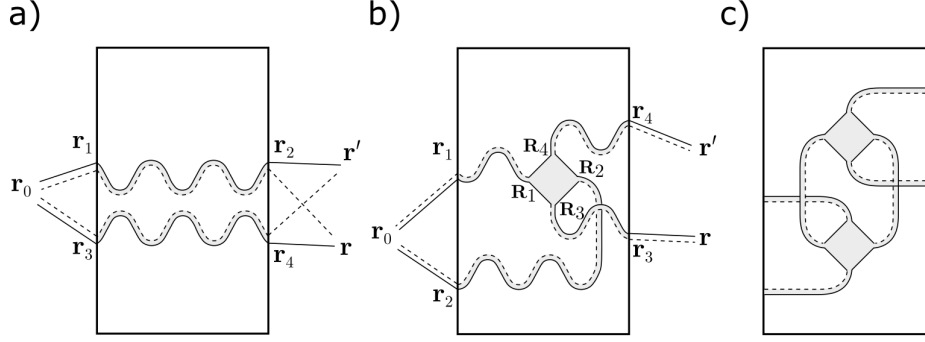 a)
b)
c)
r₁
r₂
r′
r₀
r₃
r₄
r
r₁
r₄
r′
R₄
R₂
R₁
R₃
r₀
r₂
r₃
r